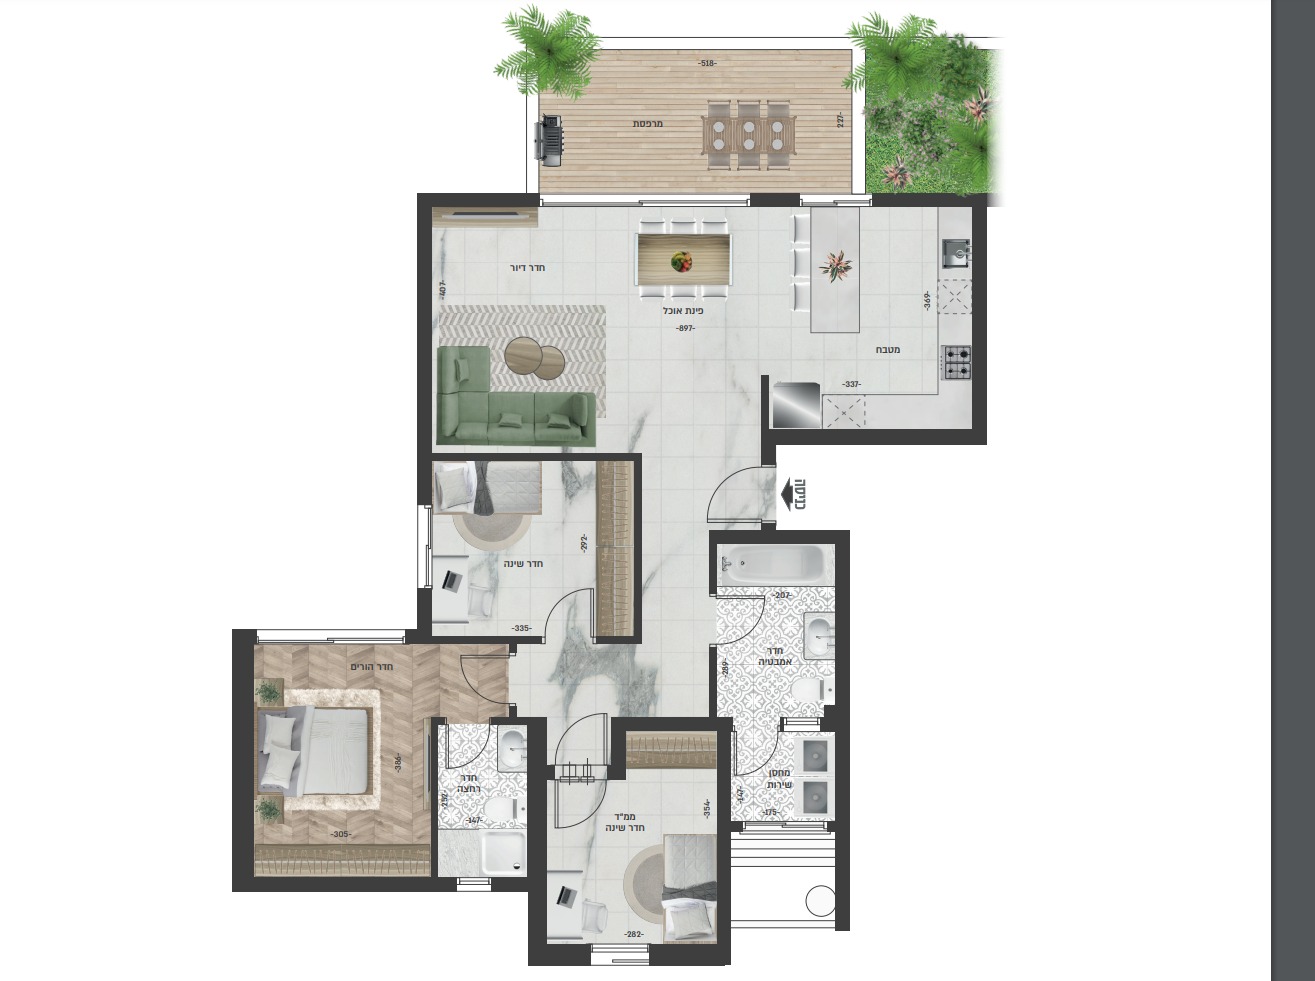 -518-
מרפסת
227-
חדר דיור
-407-
פינת אוכל
-897-
-369-
מטבח
-337-
כניסה
-292-
חדר שינה
-335-
-207-
חדר
אמבטיה
-289-
חדר הורים
-386-
-305-
חדר
רחצה
-252-
-147-
מחסן
שירות
-147-
-175-
ממ"ד
חדר שינה
-354-
-282-